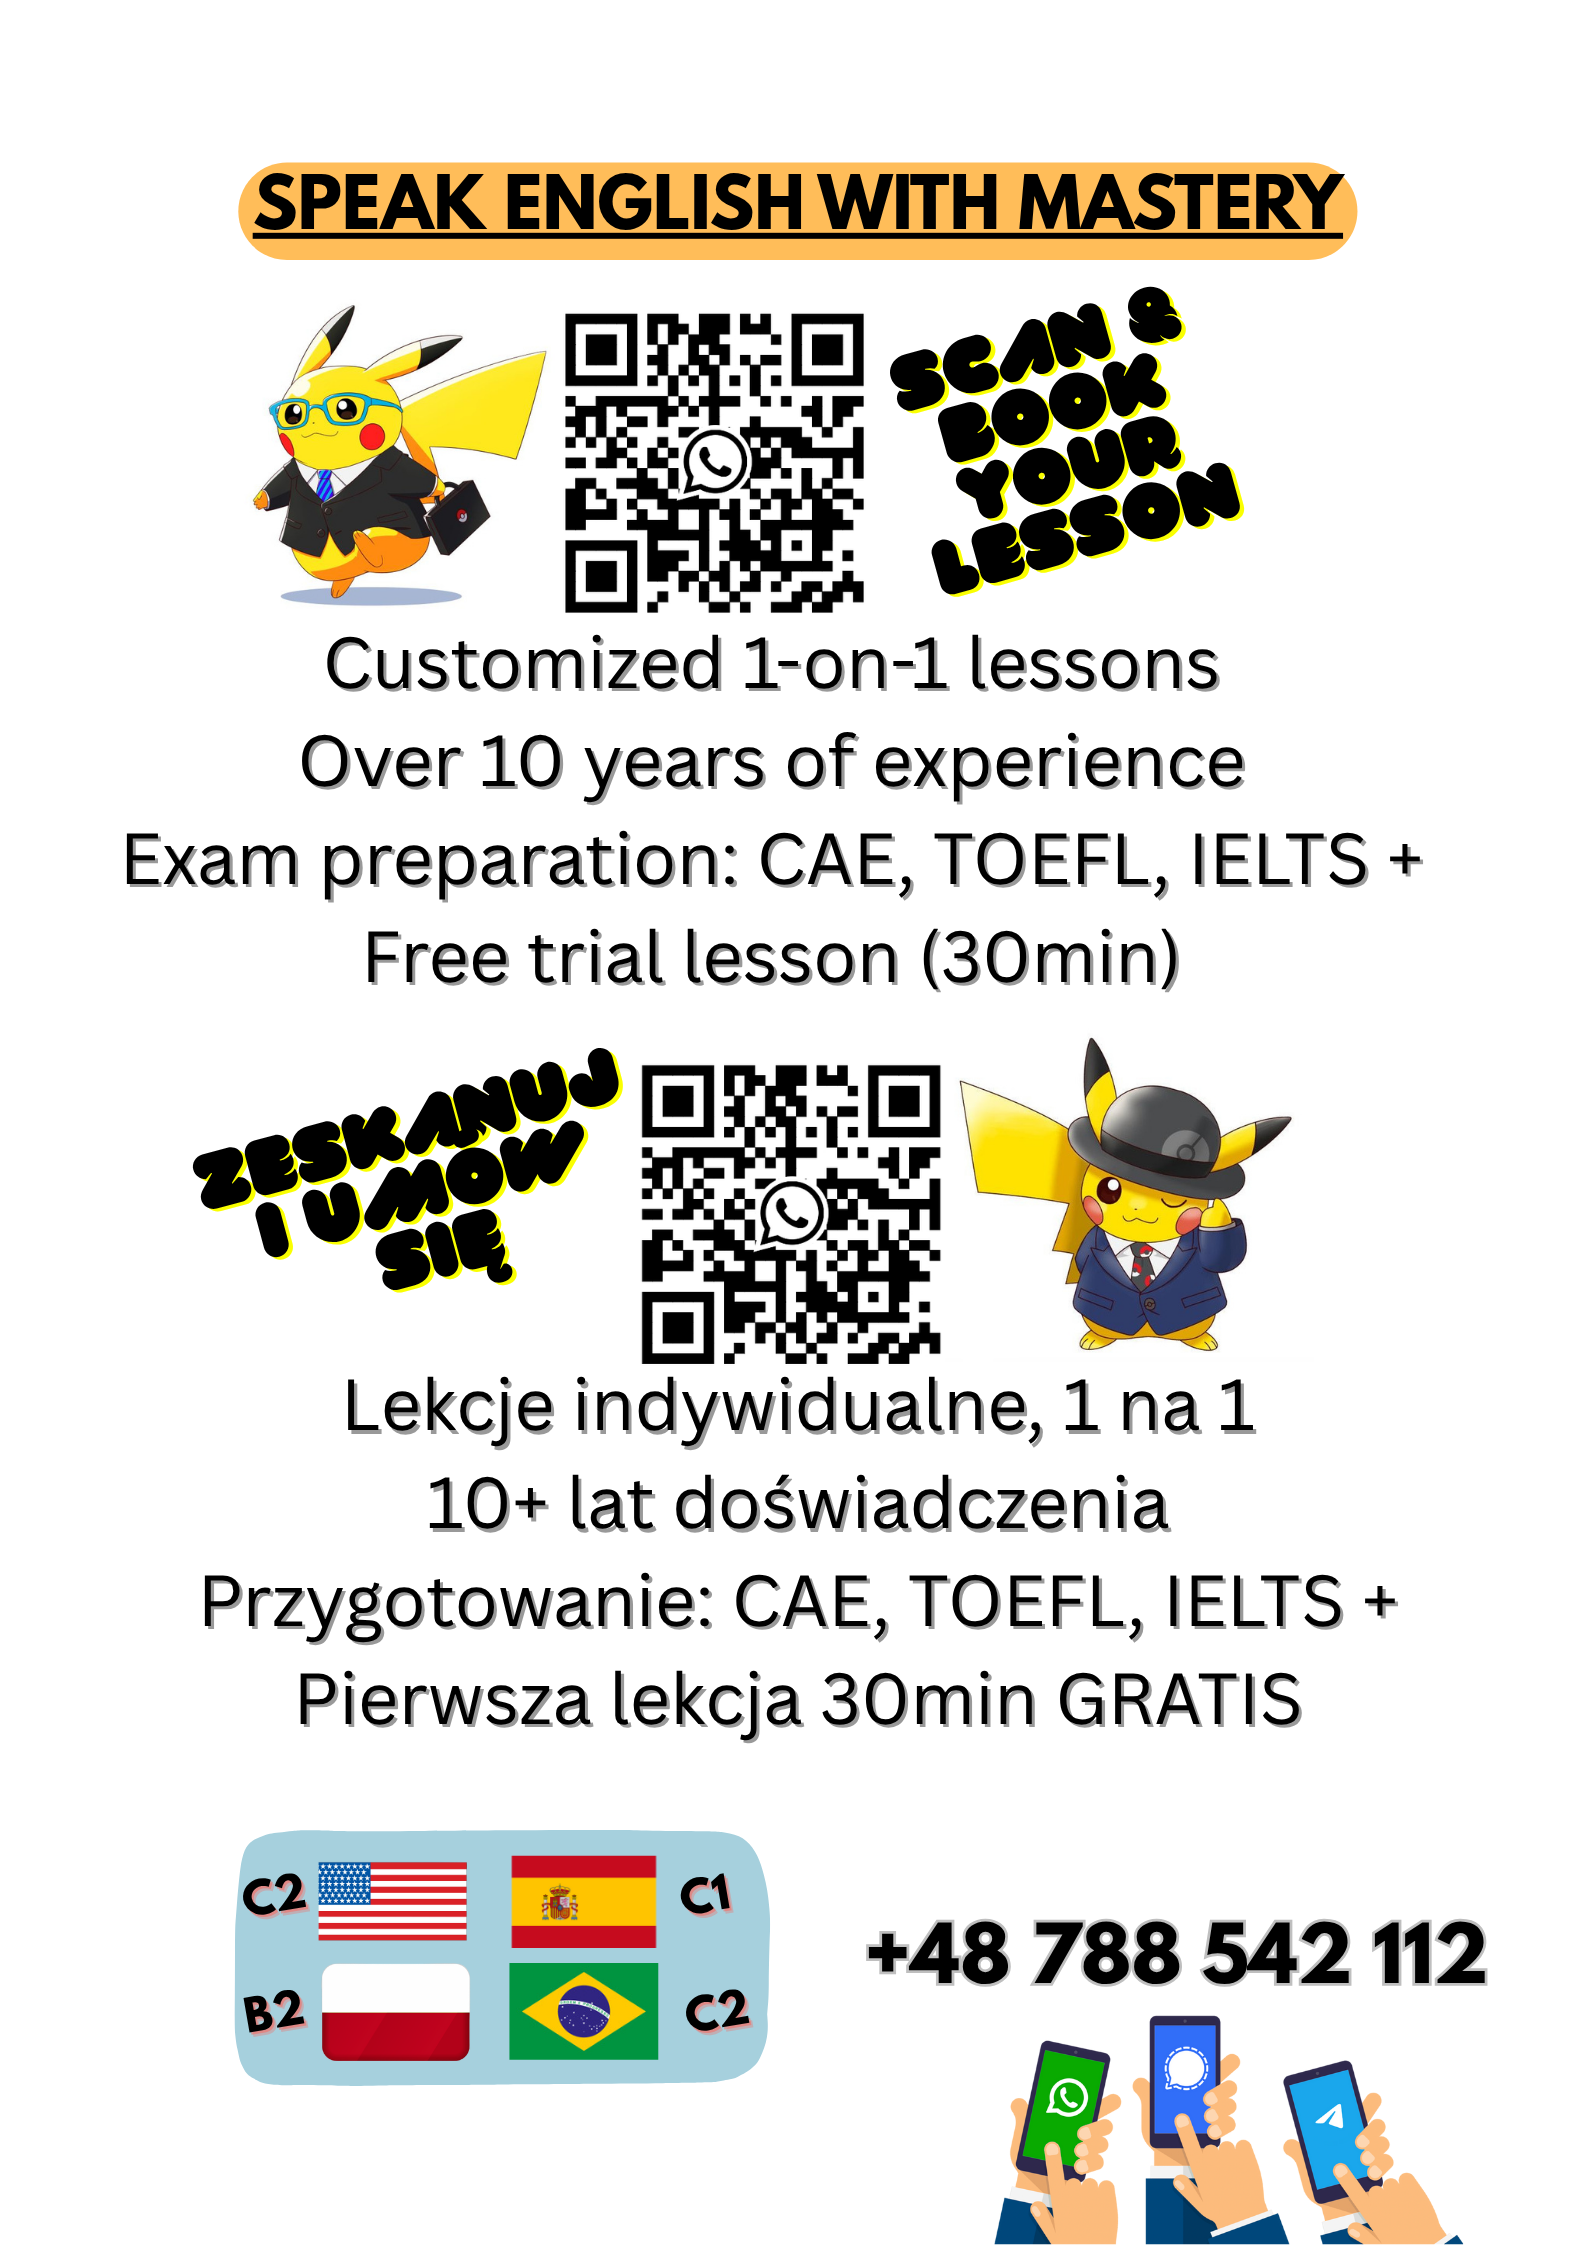 SPEAK ENGLISH WITH MASTERY
SCAN &
BOOK
YOUR
LESSON
Customized 1-on-1 lessons
Over 10 years of experience
Exam preparation: CAE, TOEFL, IELTS +
Free trial lesson (30min)
ZESKANUJ
I UMOW
SIĘ
Lekcje indywidualne, 1 na 1
10+ lat doświadczenia
Przygotowanie: CAE, TOEFL, IELTS +
Pierwsza lekcja 30min GRATIS
C2 C1
B2 C2
+48 788 542 112